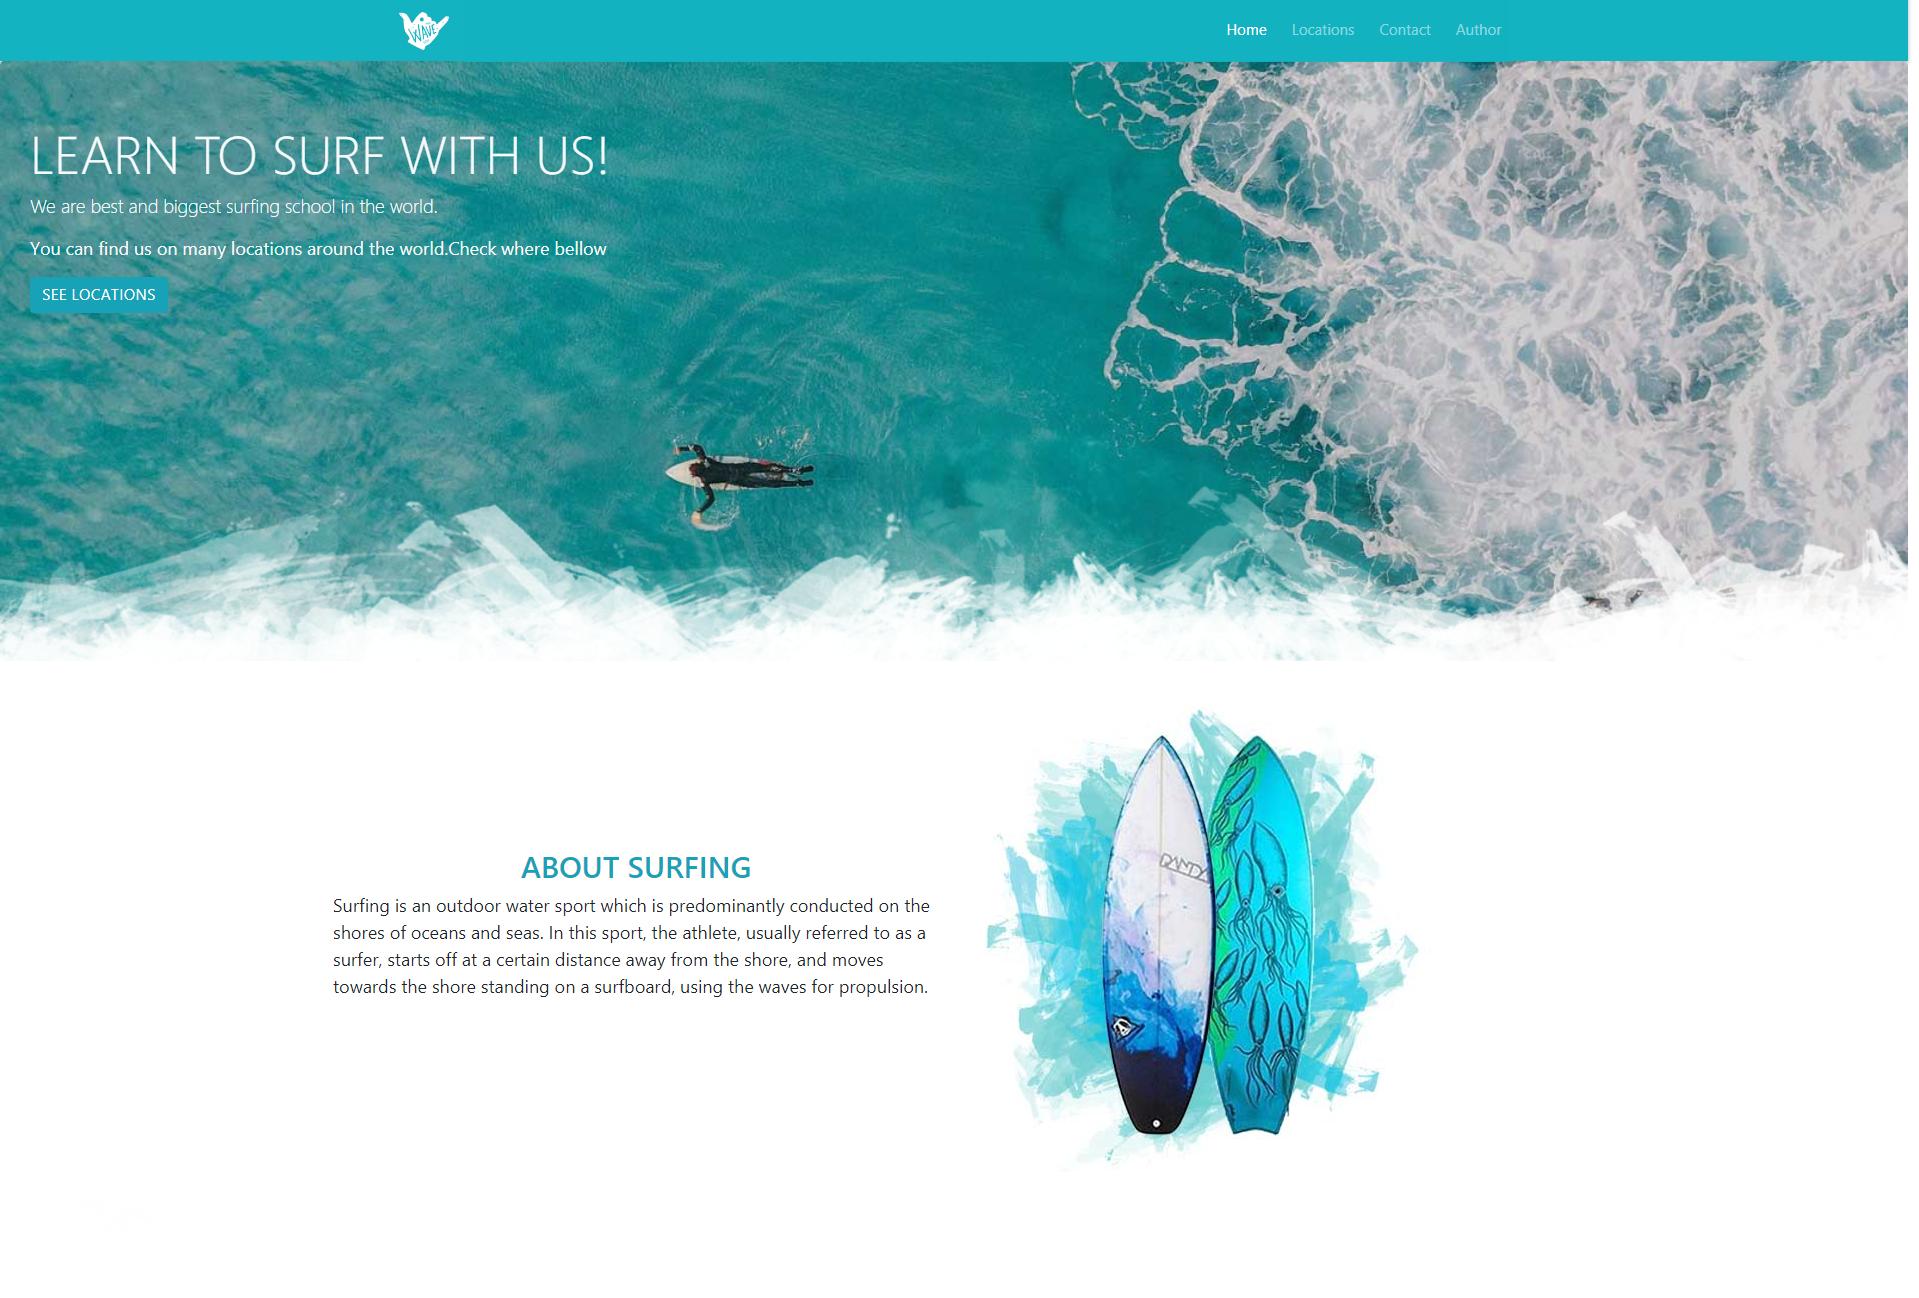 WAVE
Home Locations Contact Author
LEARN TO SURF WITH US!
We are best and biggest surfing school in the world.
You can find us on many locations around the world.Check where bellow
SEE LOCATIONS
ABOUT SURFING
Surfing is an outdoor water sport which is predominantly conducted on the
shores of oceans and seas. In this sport, the athlete, usually referred to as a
surfer, starts off at a certain distance away from the shore, and moves
towards the shore standing on a surfboard, using the waves for propulsion.
PANDA